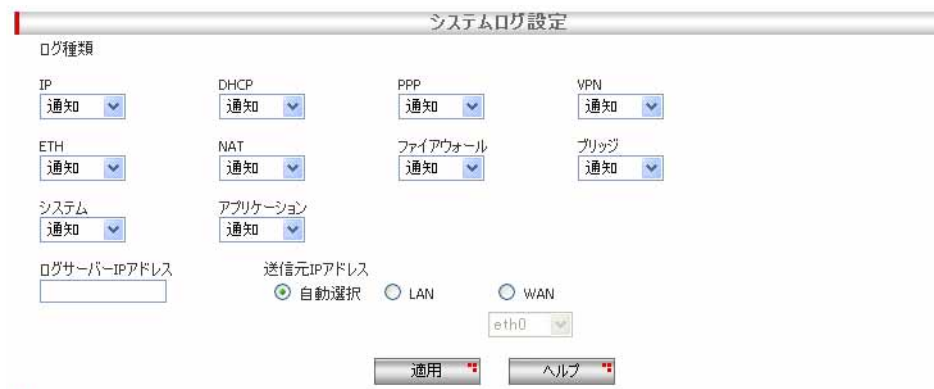 システムログ設定
ログ種類
IP DHCP PPP VPN
通知 通知 通知 通知
ETH NAT ファイアウォール ブリッジ
通知 通知 通知 通知
システム アプリケーション
通知 通知
ログサーバーIPアドレス 送信元IPアドレス
自動選択 LAN WAN
eth0
適用 ヘルプ